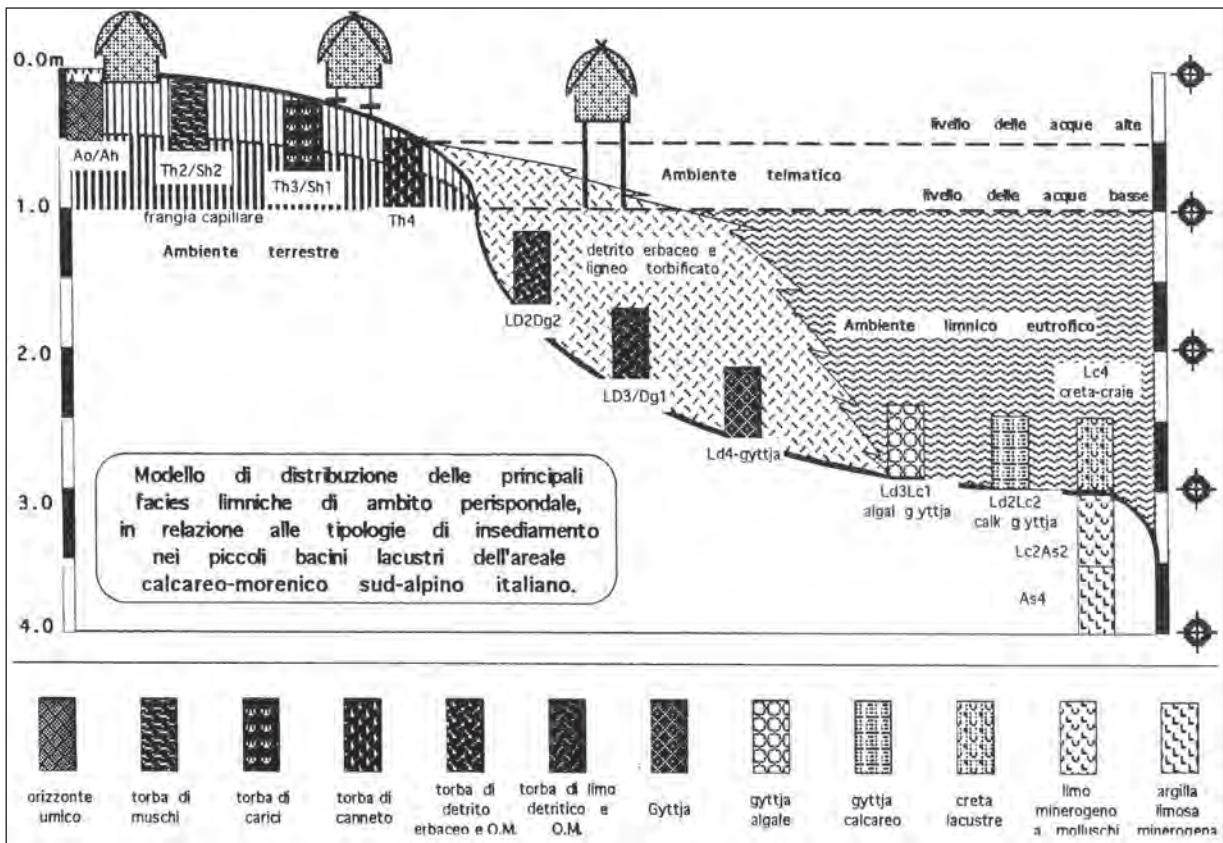 0.0m
livello delle acque alte
Ao/Ah
Th2/Sh2
Th3/Sh1
Ambiente telmatico
livello delle acque basse
1.0
frangia capillare
Th4
Ambiente terrestre
detrito erbaceo e
ligneo torbificato
LD2Dg2
Ambiente limnico eutrofico
2.0
Lc4
creta-craie
LD3/Dg1
Ld4-gyttja
Modello di distribuzione delle principali
facies limniche di ambito perispondale,
in relazione alle tipologie di insediamento
nei piccoli bacini lacustri dell'areale
calcareo-morenico sud-alpino italiano.
Ld3Lc1
algal gyttja
Ld2Lc2
calk gyttja
3.0
Lc2As2
As4
4.0
orizzonte
umico
torba di
muschi
torba di
carici
torba di
canneto
torba di
detrito
erbaceo e O.M.
torba di limo
detritico e
O.M.
Gyttja
gyttja
algale
gyttja
calcareo
creta
lacustre
limo
minerogeno
a molluschi
argilla
limosa
minerogena